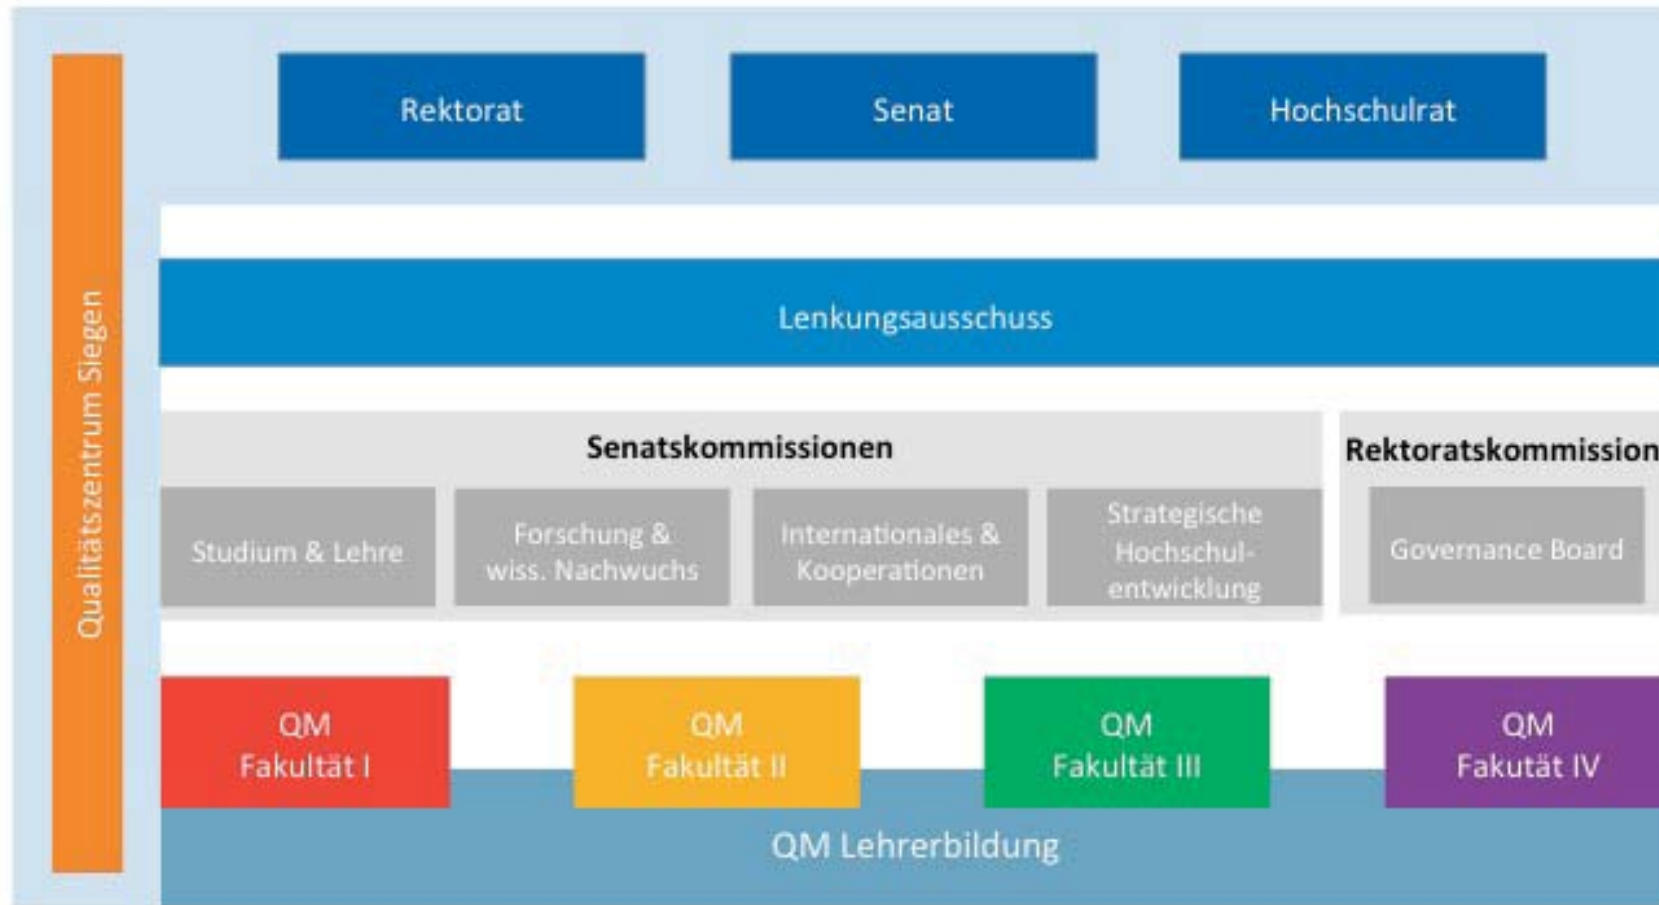 Qualitätszentrum Siegen
Rektorat
Senat
Hochschulrat
Lenkungsausschuss
Senatskommissionen
Studium & Lehre
Forschung &
wiss. Nachwuchs
Internationales &
Kooperationen
Strategische
Hochschul-
entwicklung
Rektoratskommission
Governance Board
QM
Fakultät I
QM
Fakultät II
QM
Fakultät III
QM
Fakutät IV
QM Lehrerbildung